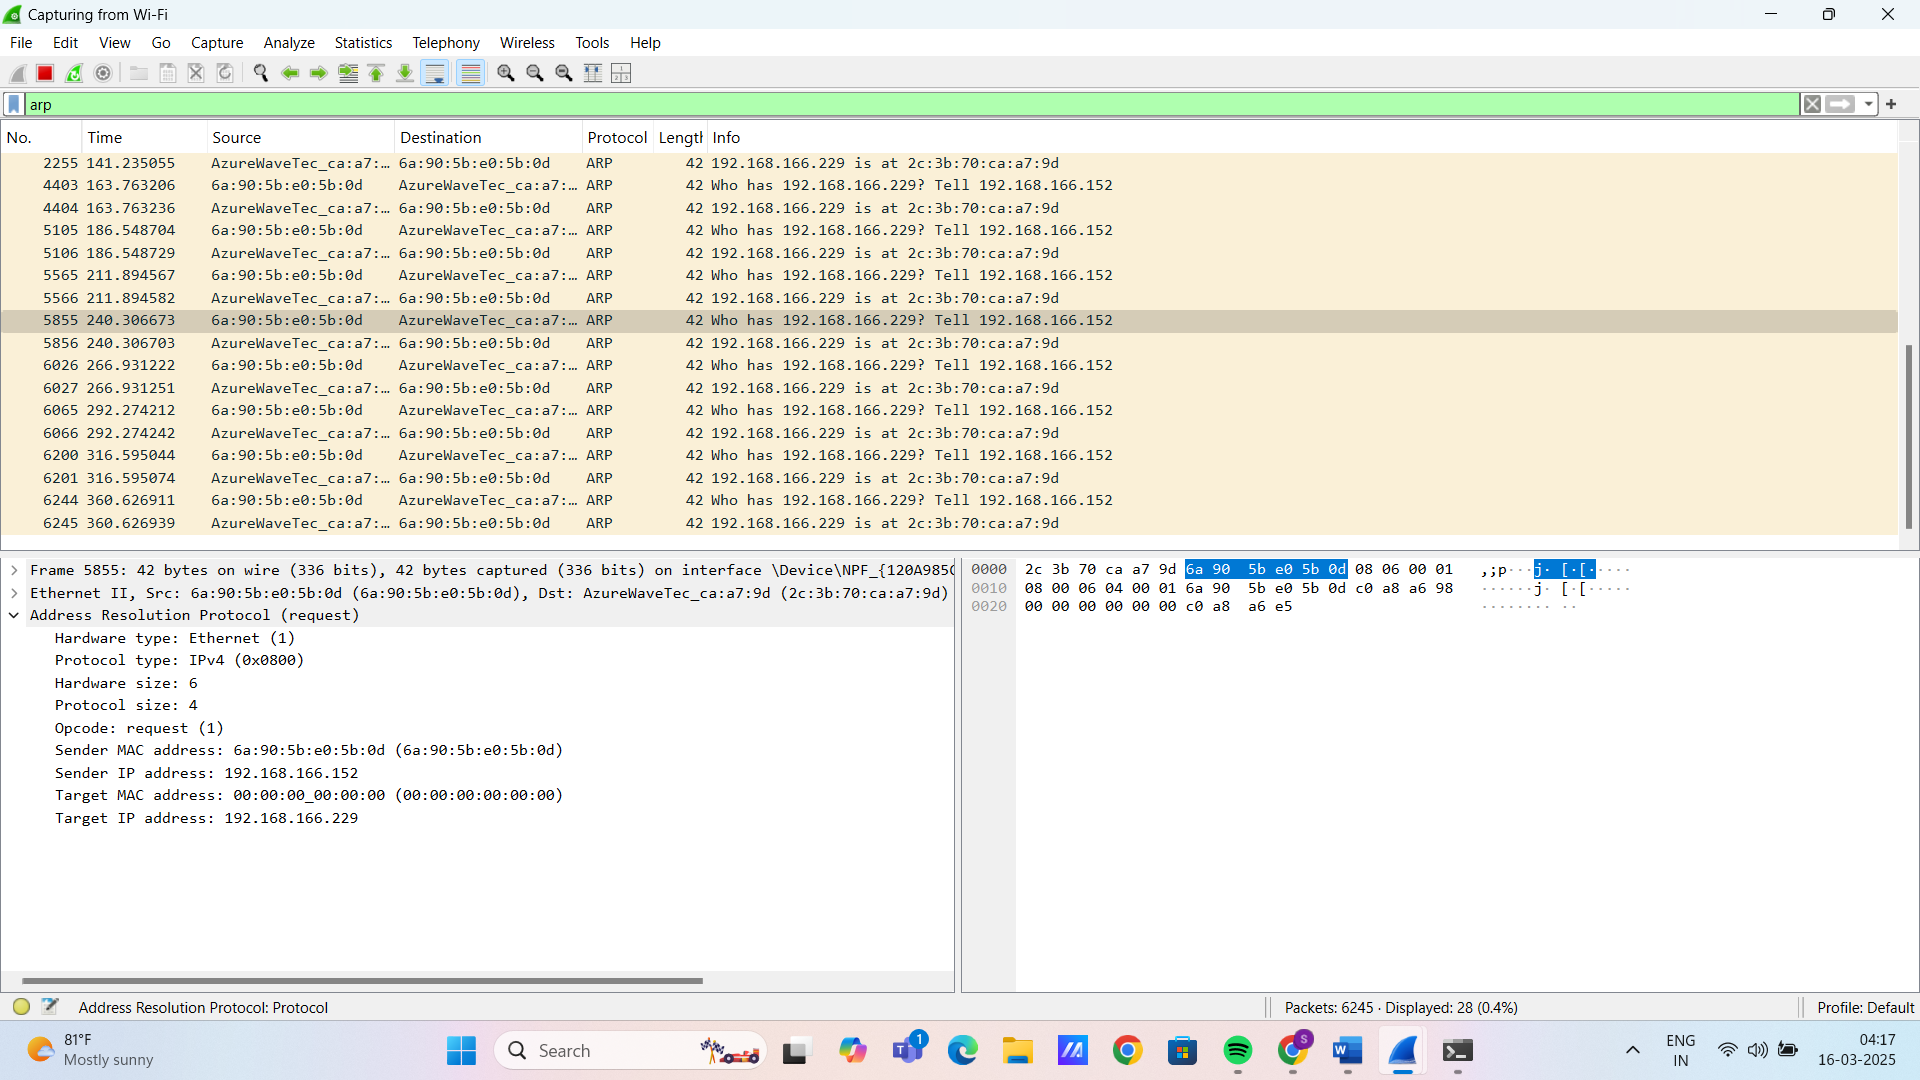 Capturing from Wi-Fi
File Edit View Go Capture Analyze Statistics Telephony Wireless Tools Help
arp
No. Time Source Destination Protocol Length Info
2255 141.235055 AzureWaveTec_ca:a7:… 6a:90:5b:e0:5b:0d ARP 42 192.168.166.229 is at 2c:3b:70:ca:a7:9d
4403 163.763206 6a:90:5b:e0:5b:0d AzureWaveTec_ca:a7:… ARP 42 Who has 192.168.166.229? Tell 192.168.166.152
4404 163.763236 AzureWaveTec_ca:a7:… 6a:90:5b:e0:5b:0d ARP 42 192.168.166.229 is at 2c:3b:70:ca:a7:9d
5105 186.548704 6a:90:5b:e0:5b:0d AzureWaveTec_ca:a7:… ARP 42 Who has 192.168.166.229? Tell 192.168.166.152
5106 186.548729 AzureWaveTec_ca:a7:… 6a:90:5b:e0:5b:0d ARP 42 192.168.166.229 is at 2c:3b:70:ca:a7:9d
5565 211.894567 6a:90:5b:e0:5b:0d AzureWaveTec_ca:a7:… ARP 42 Who has 192.168.166.229? Tell 192.168.166.152
5566 211.894582 AzureWaveTec_ca:a7:… 6a:90:5b:e0:5b:0d ARP 42 192.168.166.229 is at 2c:3b:70:ca:a7:9d
5855 240.306673 6a:90:5b:e0:5b:0d AzureWaveTec_ca:a7:… ARP 42 Who has 192.168.166.229? Tell 192.168.166.152
5856 240.306703 AzureWaveTec_ca:a7:… 6a:90:5b:e0:5b:0d ARP 42 192.168.166.229 is at 2c:3b:70:ca:a7:9d
6026 266.931222 6a:90:5b:e0:5b:0d AzureWaveTec_ca:a7:… ARP 42 Who has 192.168.166.229? Tell 192.168.166.152
6027 266.931251 AzureWaveTec_ca:a7:… 6a:90:5b:e0:5b:0d ARP 42 192.168.166.229 is at 2c:3b:70:ca:a7:9d
6065 292.274212 6a:90:5b:e0:5b:0d AzureWaveTec_ca:a7:… ARP 42 Who has 192.168.166.229? Tell 192.168.166.152
6066 292.274242 AzureWaveTec_ca:a7:… 6a:90:5b:e0:5b:0d ARP 42 192.168.166.229 is at 2c:3b:70:ca:a7:9d
6200 316.595044 6a:90:5b:e0:5b:0d AzureWaveTec_ca:a7:… ARP 42 Who has 192.168.166.229? Tell 192.168.166.152
6201 316.595074 AzureWaveTec_ca:a7:… 6a:90:5b:e0:5b:0d ARP 42 192.168.166.229 is at 2c:3b:70:ca:a7:9d
6244 360.626911 6a:90:5b:e0:5b:0d AzureWaveTec_ca:a7:… ARP 42 Who has 192.168.166.229? Tell 192.168.166.152
6245 360.626939 AzureWaveTec_ca:a7:… 6a:90:5b:e0:5b:0d ARP 42 192.168.166.229 is at 2c:3b:70:ca:a7:9d
Frame 5855: 42 bytes on wire (336 bits), 42 bytes captured (336 bits) on interface \Device\NPF_{120A985C
Ethernet II, Src: 6a:90:5b:e0:5b:0d (6a:90:5b:e0:5b:0d), Dst: AzureWaveTec_ca:a7:9d (2c:3b:70:ca:a7:9d)
Address Resolution Protocol (request)
Hardware type: Ethernet (1)
Protocol type: IPv4 (0x0800)
Hardware size: 6
Protocol size: 4
Opcode: request (1)
Sender MAC address: 6a:90:5b:e0:5b:0d (6a:90:5b:e0:5b:0d)
Sender IP address: 192.168.166.152
Target MAC address: 00:00:00_00:00:00 (00:00:00:00:00:00)
Target IP address: 192.168.166.229
0000 2c 3b 70 ca a7 9d 6a 90 5b e0 5b 0d 08 06 00 01 ,;p···j· [·[·····
0010 08 00 06 04 00 01 6a 90 5b e0 5b 0d c0 a8 a6 98 ······j· [·[·····
0020 00 00 00 00 00 00 c0 a8 a6 e5 ········ ··
Address Resolution Protocol: Protocol
Packets: 6245 · Displayed: 28 (0.4%)
Profile: Default
81°F
Mostly sunny
Search
1
S
ENG
IN
04:17
16-03-2025